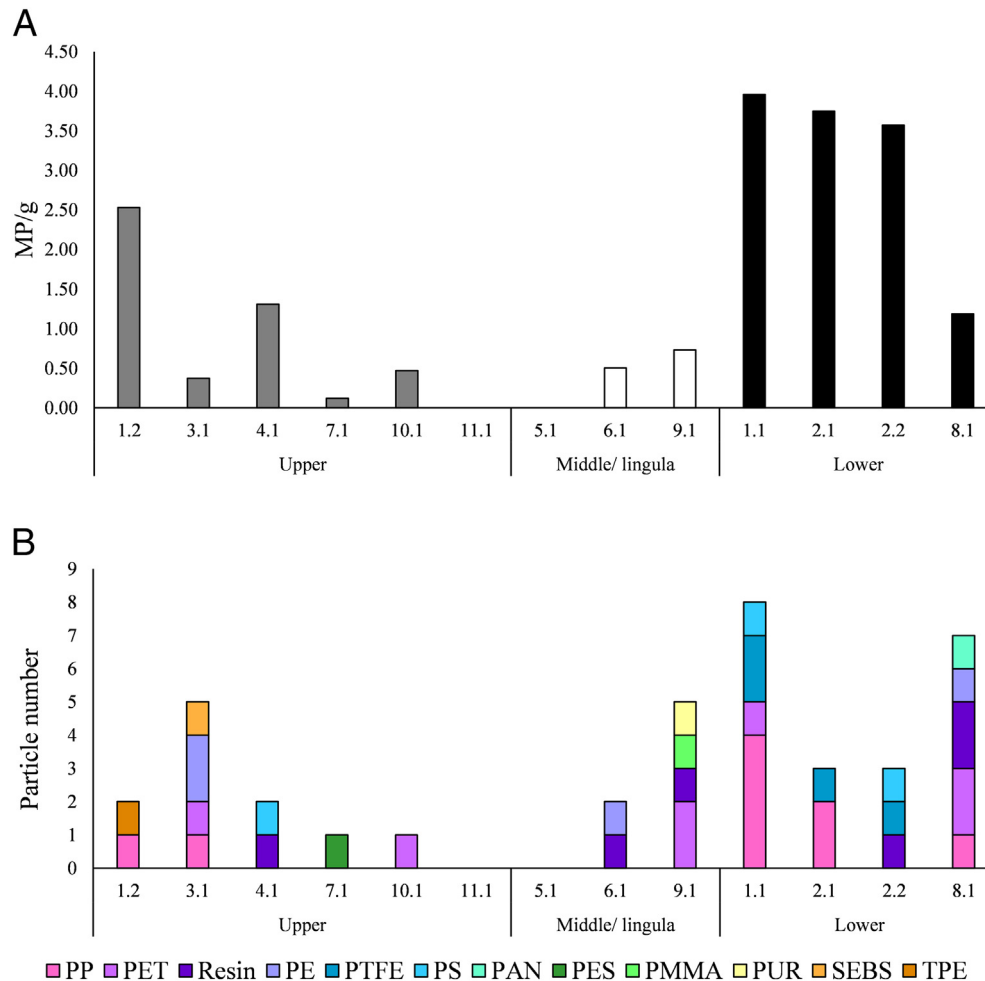 A
4.50
4.00
3.50
3.00
2.50
2.00
1.50
1.00
0.50
0.00
MP/g
1.2 3.1 4.1 7.1 10.1 11.1 5.1 6.1 9.1 1.1 2.1 2.2 8.1
Upper Middle/ lingula Lower
B
9
8
7
6
5
4
3
2
1
0
Particle number
1.2 3.1 4.1 7.1 10.1 11.1 5.1 6.1 9.1 1.1 2.1 2.2 8.1
Upper Middle/ lingula Lower
PP PET Resin PE PTFE PS PAN PES PMMA PUR SEBS TPE